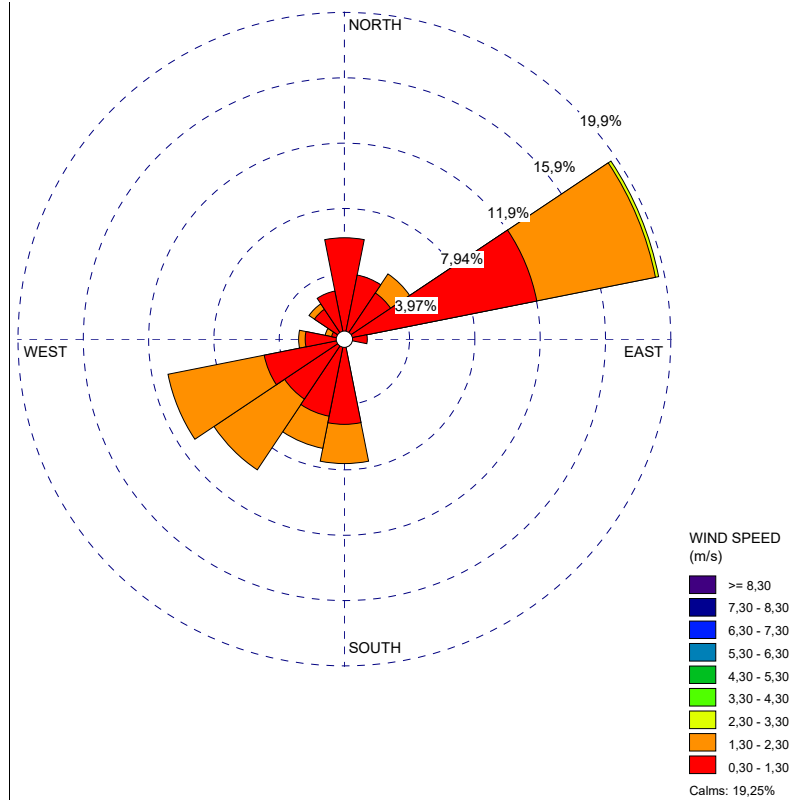 NORTH
19,9%
15,9%
11,9%
7,94%
3,97%
WEST
EAST
SOUTH
WIND SPEED
(m/s)
>= 8,30
7,30 - 8,30
6,30 - 7,30
5,30 - 6,30
4,30 - 5,30
3,30 - 4,30
2,30 - 3,30
1,30 - 2,30
0,30 - 1,30
Calms: 19,25%